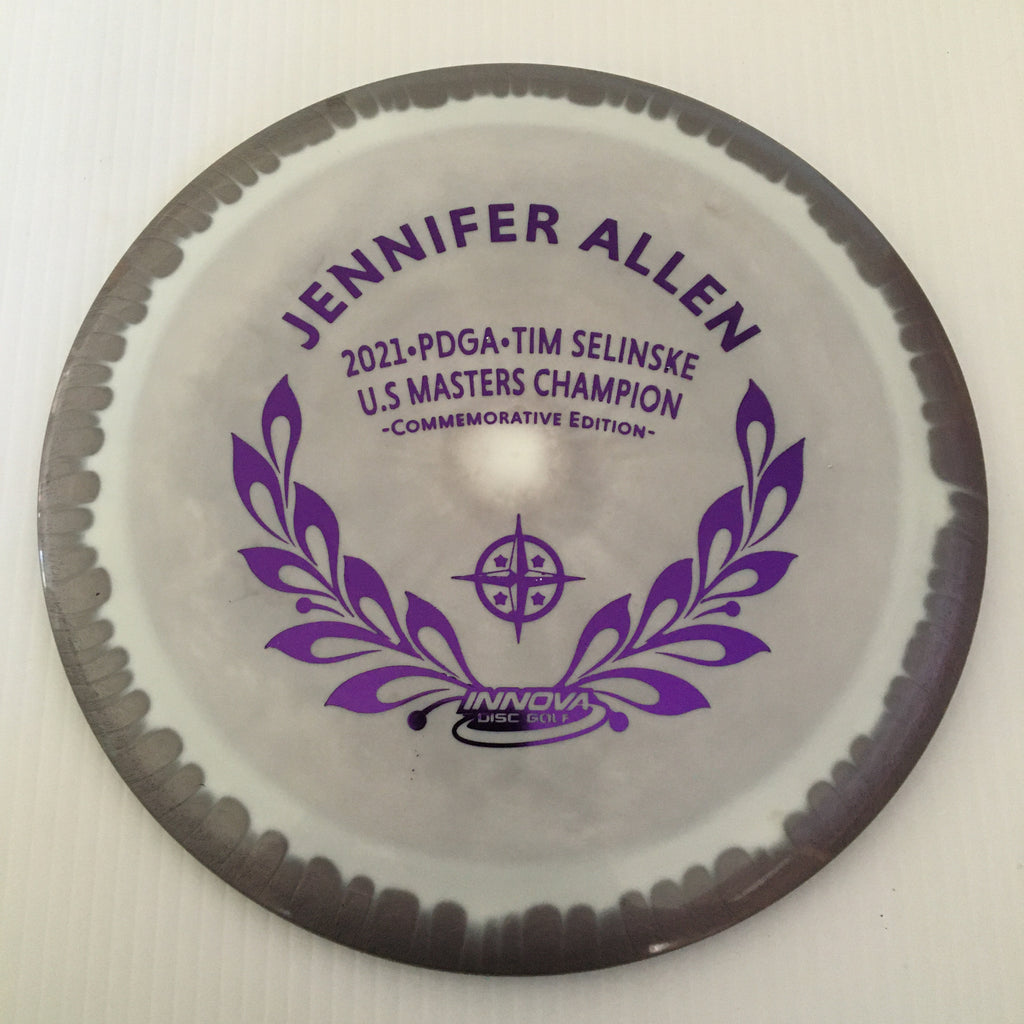 JENNIFER ALLEN
2021•PDGA•TIM SELINSKE
U.S MASTERS CHAMPION
-COMMEMORATIVE EDITION-
INNOVA
DISC GOLF